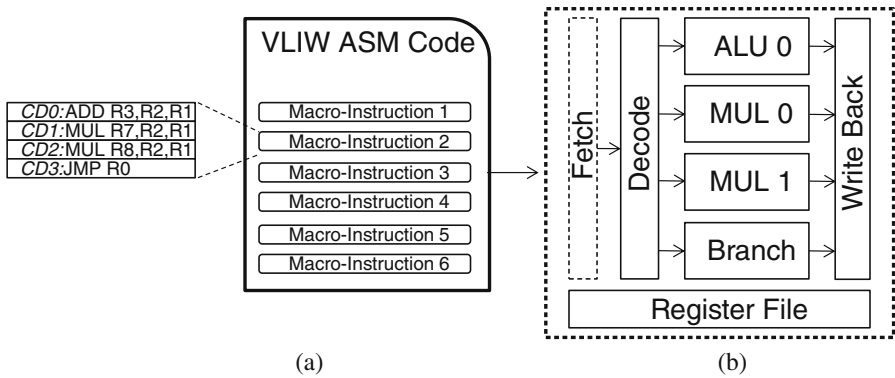 VLIW ASM Code
CD0:ADD R3,R2,R1
CD1:MUL R7,R2,R1
CD2:MUL R8,R2,R1
CD3:JMP R0
Macro-Instruction 1
Macro-Instruction 2
Macro-Instruction 3
Macro-Instruction 4
Macro-Instruction 5
Macro-Instruction 6
(a)
Fetch
Decode
ALU 0
MUL 0
MUL 1
Branch
Write Back
Register File
(b)